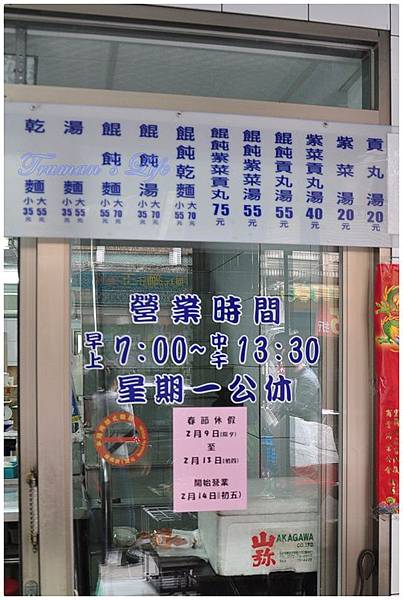 貢丸湯 20元
紫菜湯 20元
紫菜貢丸湯 40元
餛飩貢丸湯 55元
餛飩紫菜湯 55元
餛飩紫菜貢丸 75元
餛飩乾麵 大70 小55
餛飩湯 大70 小35
餛飩麵 大70 小55
湯麵 大55 小35
乾麵 大55 小35
Truman's Life
營業時間
早上7:00~中午13:30
星期一公休
春節休假
2月9日(除夕)
至
2月13日(初四)
開始營業
2月14日(初五)
山弥
AKAGAWA
CO.LTD.